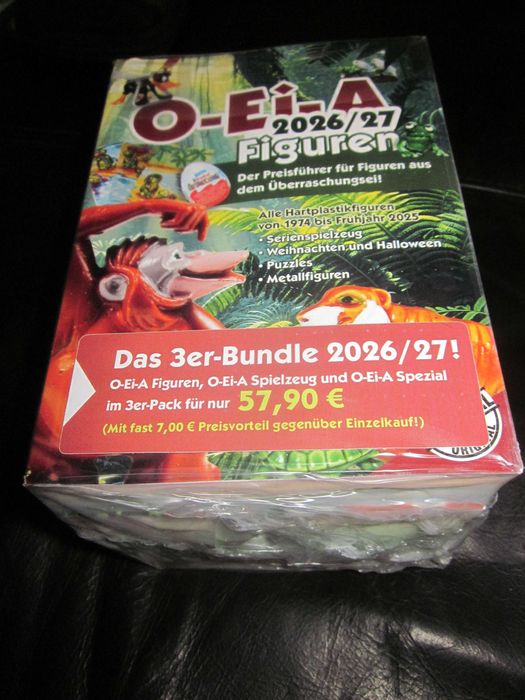 O-Ei-A
2026/27
Figuren
Der Preisführer für Figuren aus
dem Überraschungsei!
Alle Hartplastikfiguren
von 1974 bis Frühjahr 2025
• Serienspielzeug
• Weihnachten und Halloween
• Puzzles
• Metallfiguren
Das 3er-Bundle 2026/27!
O-Ei-A Figuren, O-Ei-A Spielzeug und O-Ei-A Spezial
im 3er-Pack für nur 57,90 €
(Mit fast 7,00 € Preisvorteil gegenüber Einzelkauf!)
ORIGINAL